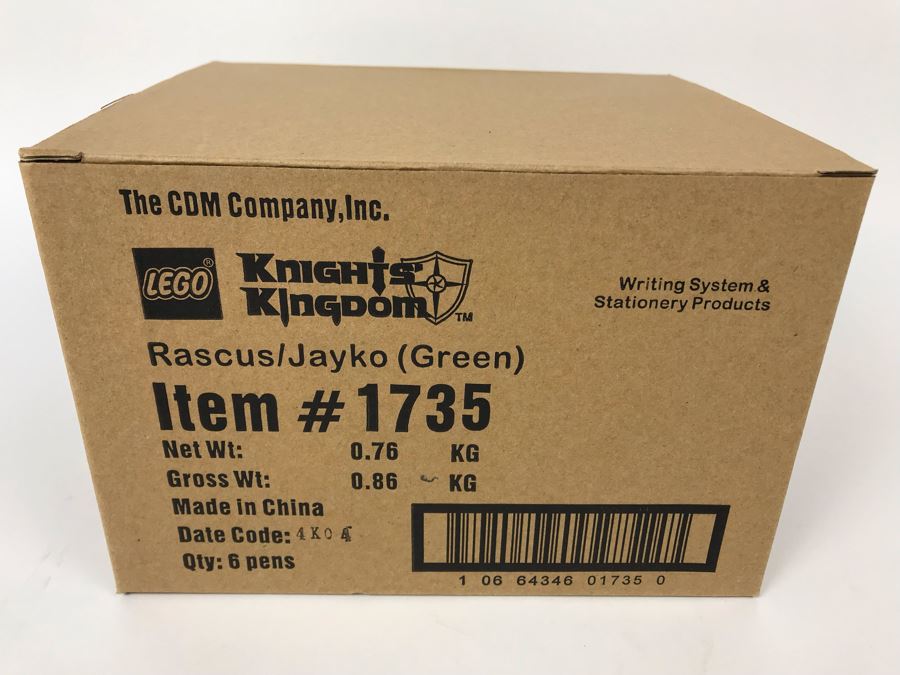 The CDM Company,Inc.
LEGO®
Knights'
Kingdom™
Writing System &
Stationery Products
Rascus/Jayko (Green)
Item # 1735
Net Wt: 0.76 KG
Gross Wt: 0.86 KG
Made in China
Date Code: 4K04
Qty: 6 pens
1 06 64346 01735 0